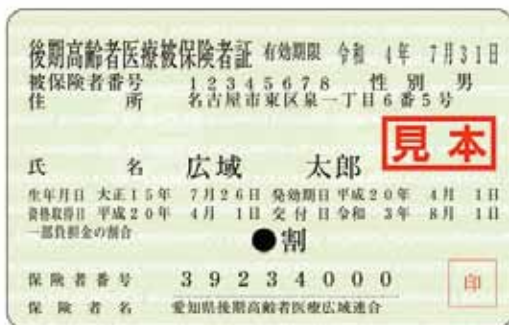 後期高齢者医療被保険者証 有効期限 令和 4年 7月31日
被保険者番号 12345678 性別 男
住所 名古屋市東区泉一丁目6番5号
見本
氏名 広域 太郎
生年月日 大正15年 7月26日 発効期日 平成20年 4月 1日
資格取得日 平成20年 4月 1日 交付日 令和 3年 8月 1日
一部負担金の割合
●割
保険者番号 39234000
印
保険者名 愛知県後期高齢者医療広域連合